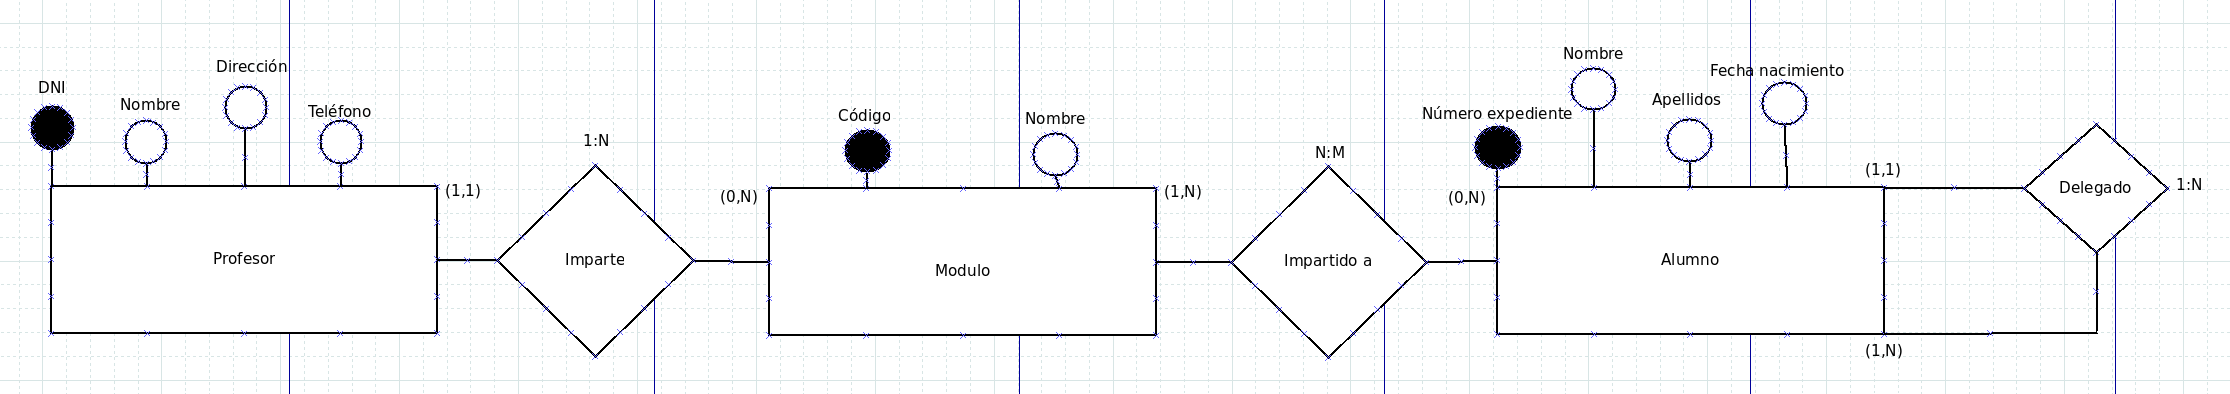 DNI
Nombre
Dirección
Teléfono
Profesor
(1,1)
1:N
Imparte
(0,N)
Código
Nombre
Modulo
(1,N)
N:M
Impartido a
(0,N)
Número expediente
Nombre
Apellidos
Fecha nacimiento
Alumno
(1,1)
(1,N)
Delegado
1:N